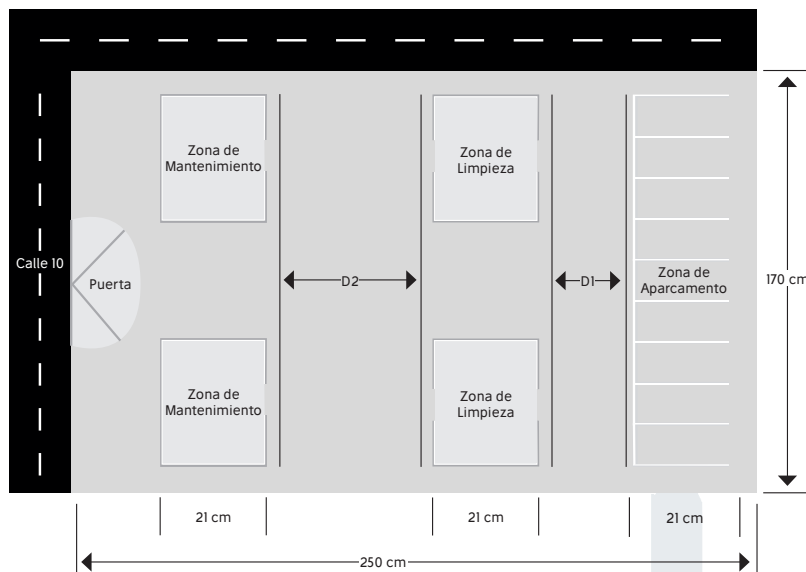 Zona de
Mantenimiento
Zona de
Limpieza
Calle 10
Puerta
D2
D1
Zona de
Aparcamento
170 cm
Zona de
Mantenimiento
Zona de
Limpieza
21 cm
21 cm
21 cm
250 cm